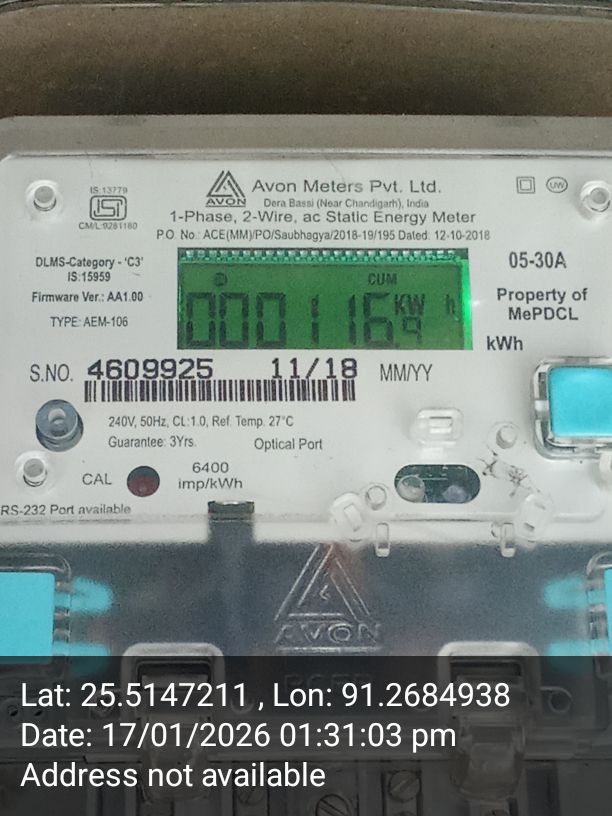 IS:13779
ISI
CM/L:9281180
AVON
Avon Meters Pvt. Ltd.
Dera Bassi (Near Chandigarh), India
UW
1-Phase, 2-Wire, ac Static Energy Meter
P.O. No.: ACE(MM)/PO/Saubhagya/2018-19/195 Dated: 12-10-2018
DLMS-Category - 'C3'
IS:15959
Firmware Ver.: AA1.00
TYPE: AEM-106
CUM
000116.9 KW h
05-30A
Property of
MePDCL
kWh
S.NO. 4609925 11/18 MM/YY
240V, 50Hz, CL:1.0, Ref. Temp. 27°C
Guarantee: 3Yrs. Optical Port
CAL
6400
imp/kWh
RS-232 Port available
AVON
Lat: 25.5147211 , Lon: 91.2684938
Date: 17/01/2026 01:31:03 pm
Address not available